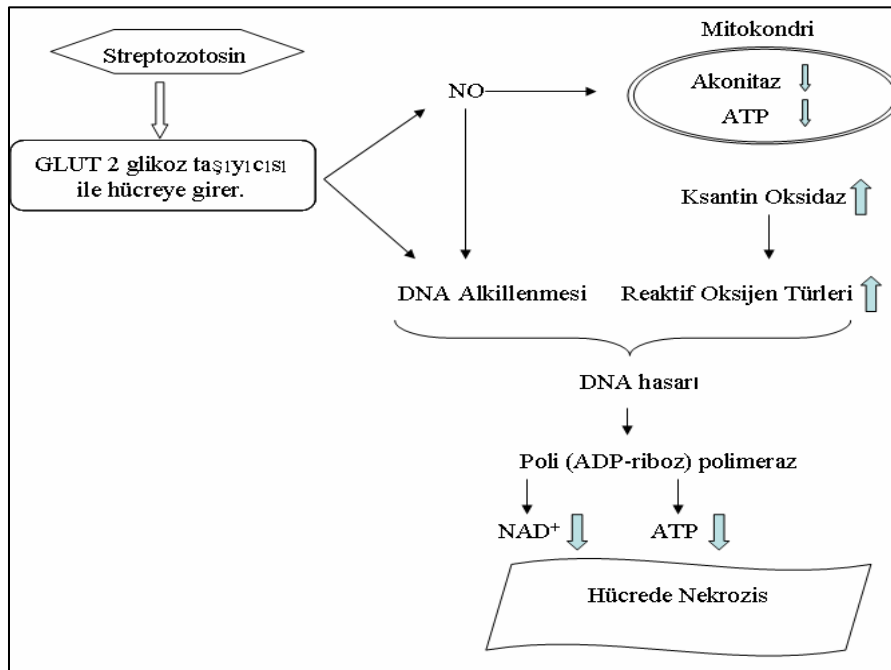 Streptozotosin
GLUT 2 glikoz taşıyıcısı
ile hücreye girer.
NO
Mitokondri
Akonitaz
ATP
Ksantin Oksidaz
DNA Alkillenmesi
Reaktif Oksijen Türleri
DNA hasarı
Poli (ADP-riboz) polimeraz
NAD⁺
ATP
Hücrede Nekrozis